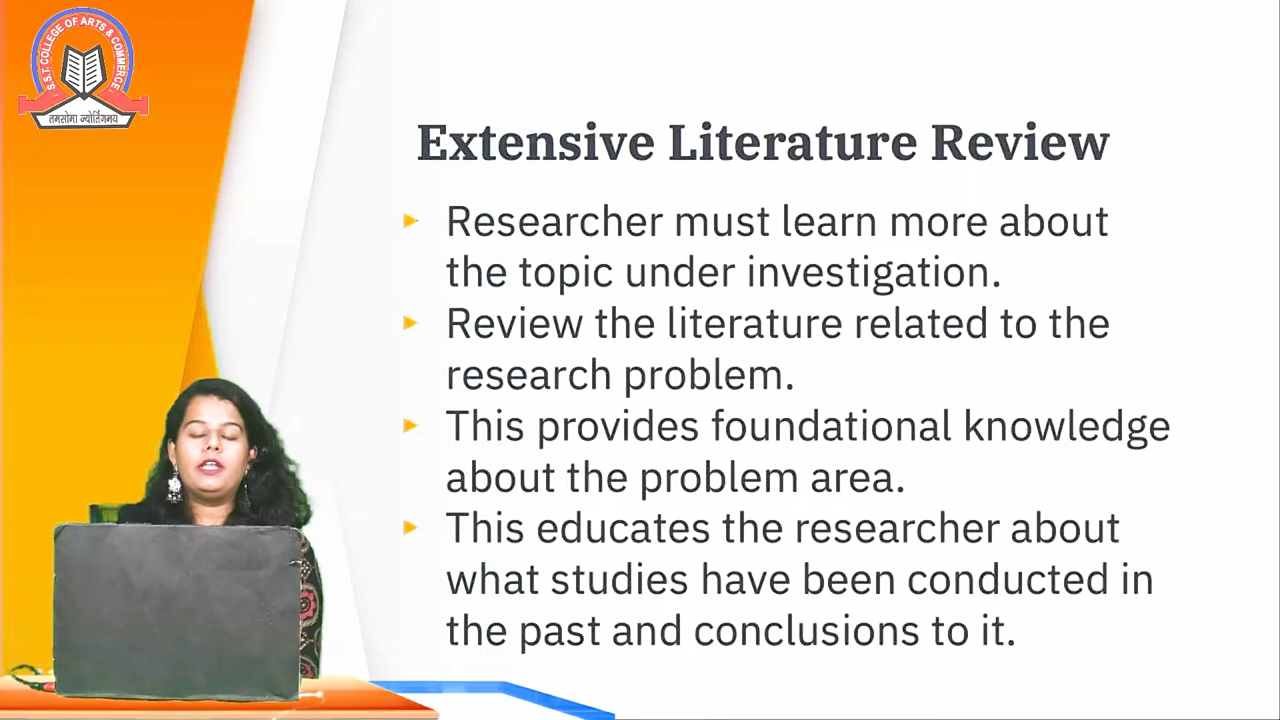 S.S.T. COLLEGE OF ARTS & COMMERCE
तमसोमा ज्योर्तिगमय
Extensive Literature Review
Researcher must learn more about
the topic under investigation.
Review the literature related to the
research problem.
This provides foundational knowledge
about the problem area.
This educates the researcher about
what studies have been conducted in
the past and conclusions to it.